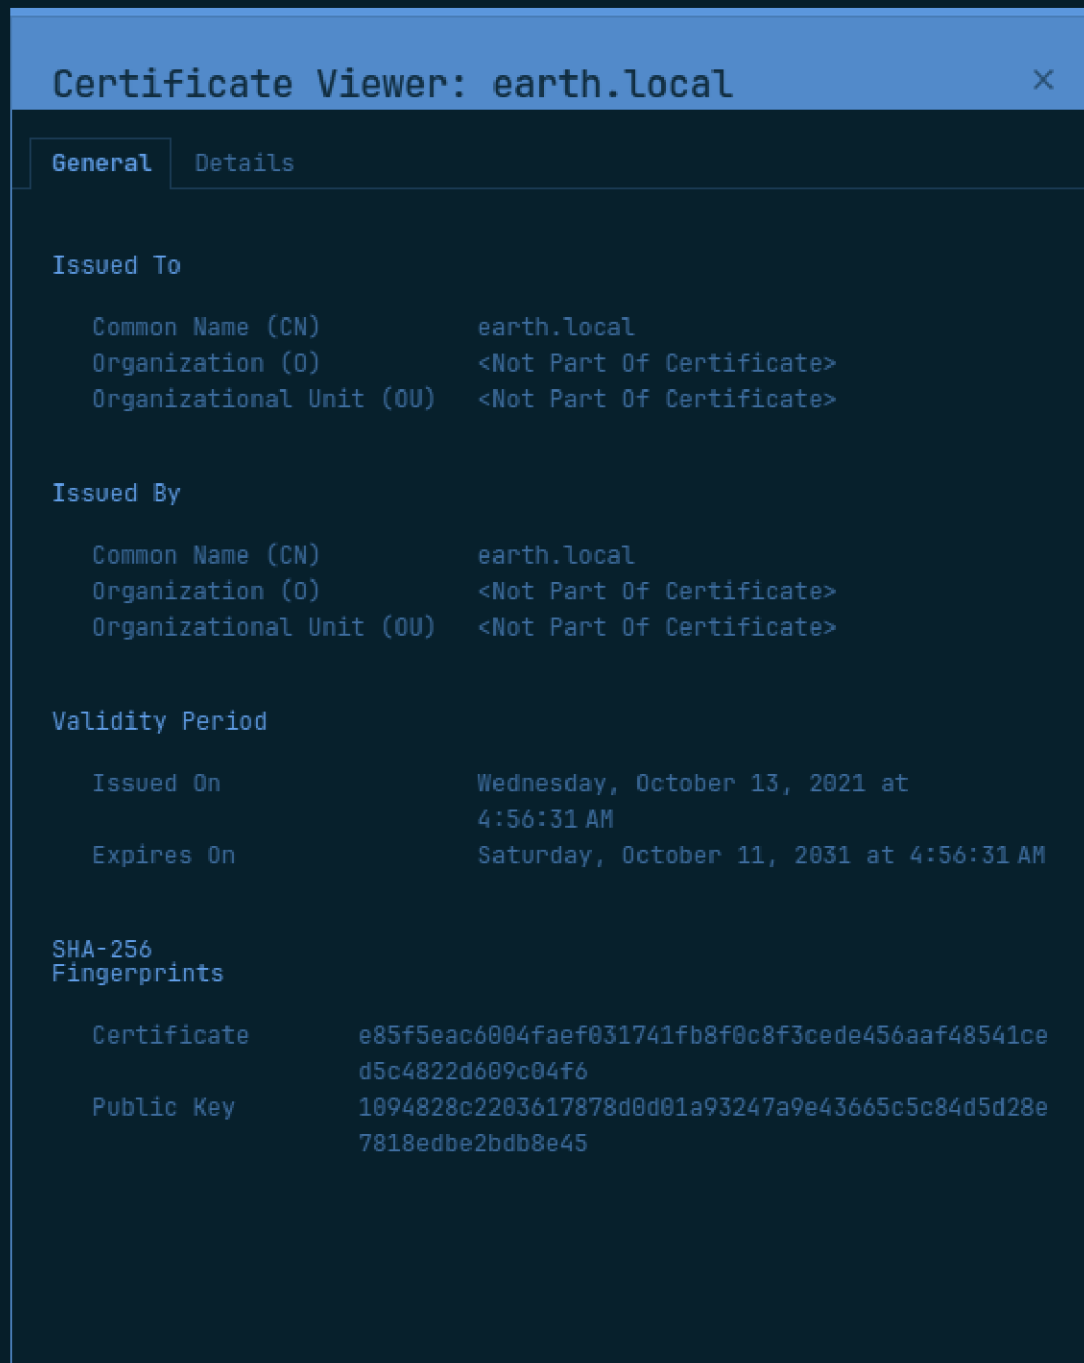 Certificate Viewer: earth.local ×
General Details
Issued To
Common Name (CN) earth.local
Organization (O) <Not Part Of Certificate>
Organizational Unit (OU) <Not Part Of Certificate>
Issued By
Common Name (CN) earth.local
Organization (O) <Not Part Of Certificate>
Organizational Unit (OU) <Not Part Of Certificate>
Validity Period
Issued On Wednesday, October 13, 2021 at
4:56:31 AM
Expires On Saturday, October 11, 2031 at 4:56:31 AM
SHA-256
Fingerprints
Certificate e85f5eac6004faef031741fb8f0c8f3cede456aaf48541ce
d5c4822d609c04f6
Public Key 1094828c2203617878d0d01a93247a9e43665c5c84d5d28e
7818edbe2bdb8e45